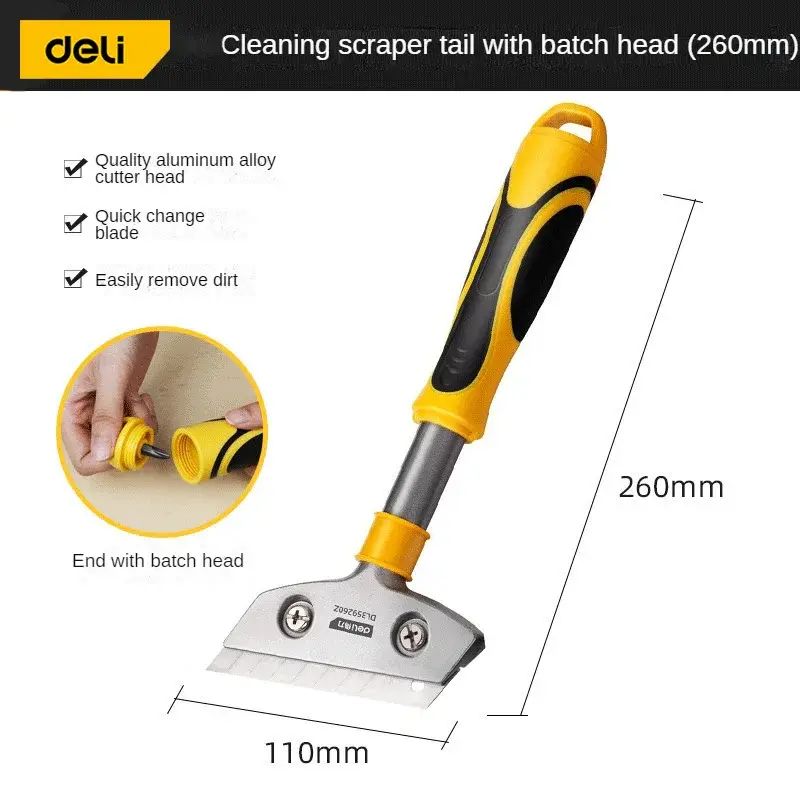 deli
Cleaning scraper tail with batch head (260mm)
Quality aluminum alloy
cutter head
Quick change
blade
Easily remove dirt
End with batch head
260mm
DL359260Z
deli
110mm